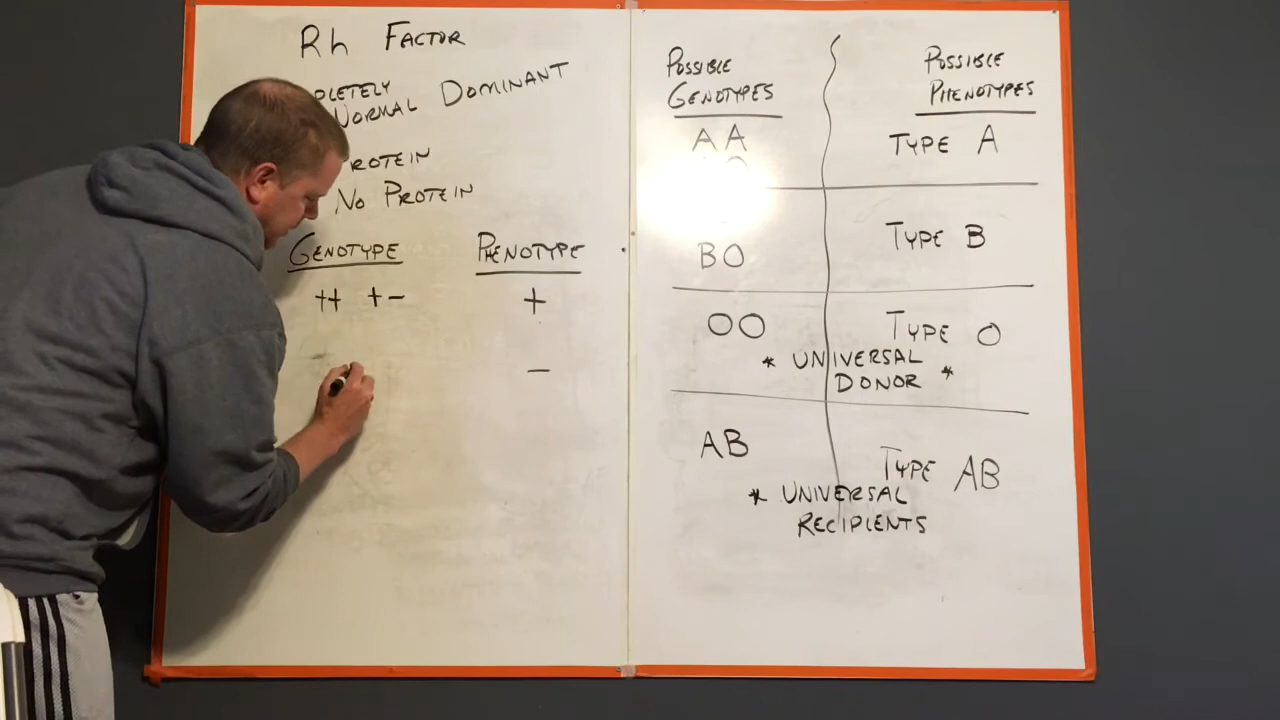 Rh FACTOR
PLETELY
NORMAL DOMINANT
ROTEIN
NO PROTEIN
GENOTYPE PHENOTYPE
++ +- +
-
POSSIBLE GENOTYPES
POSSIBLE PHENOTYPES
AA
TYPE A
BO
TYPE B
OO
TYPE O
* UNIVERSAL
DONOR *
AB
TYPE AB
* UNIVERSAL
RECIPIENTS